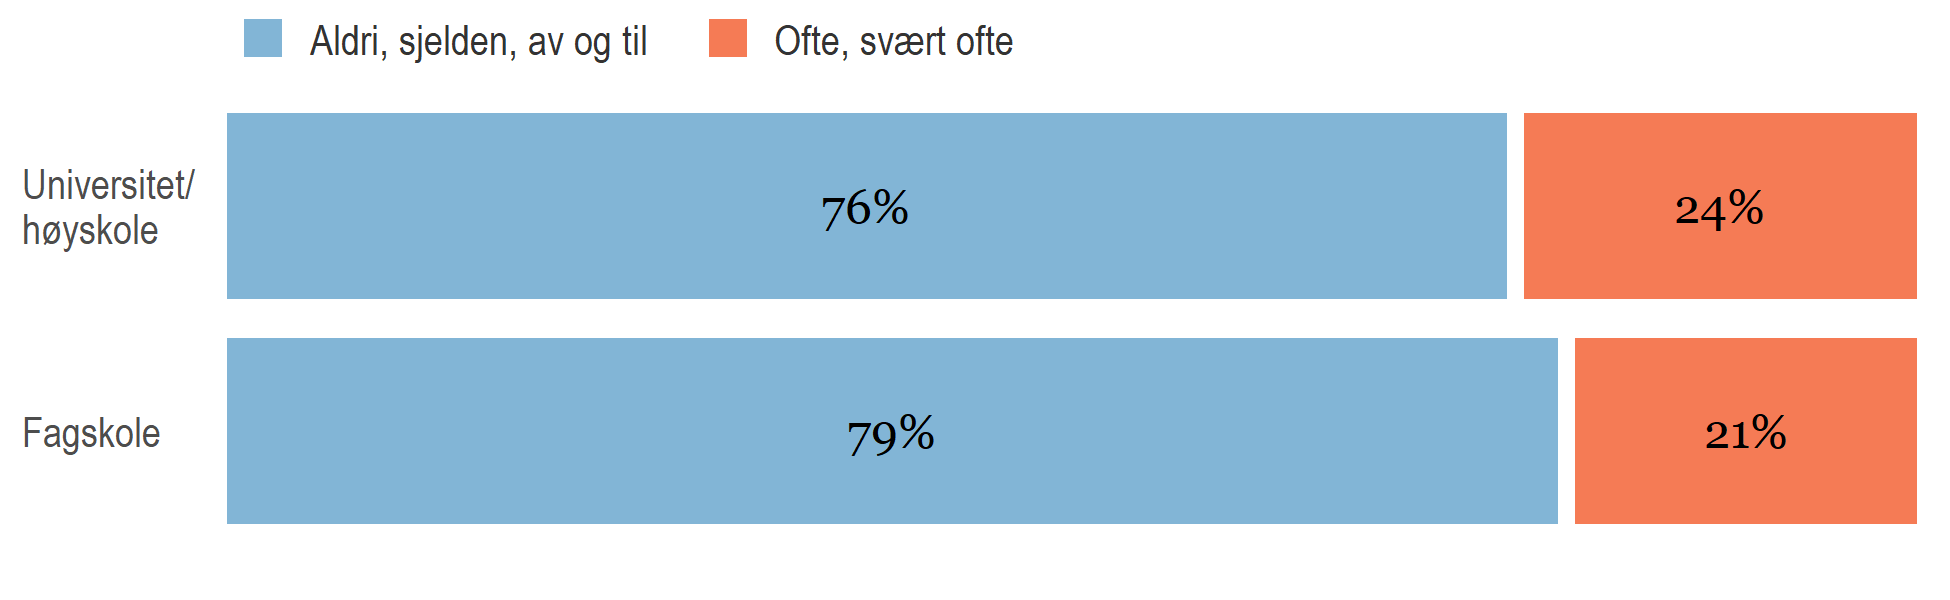 Aldri, sjelden, av og til
Ofte, svært ofte
Universitet/
høyskole
76%
24%
Fagskole
79%
21%